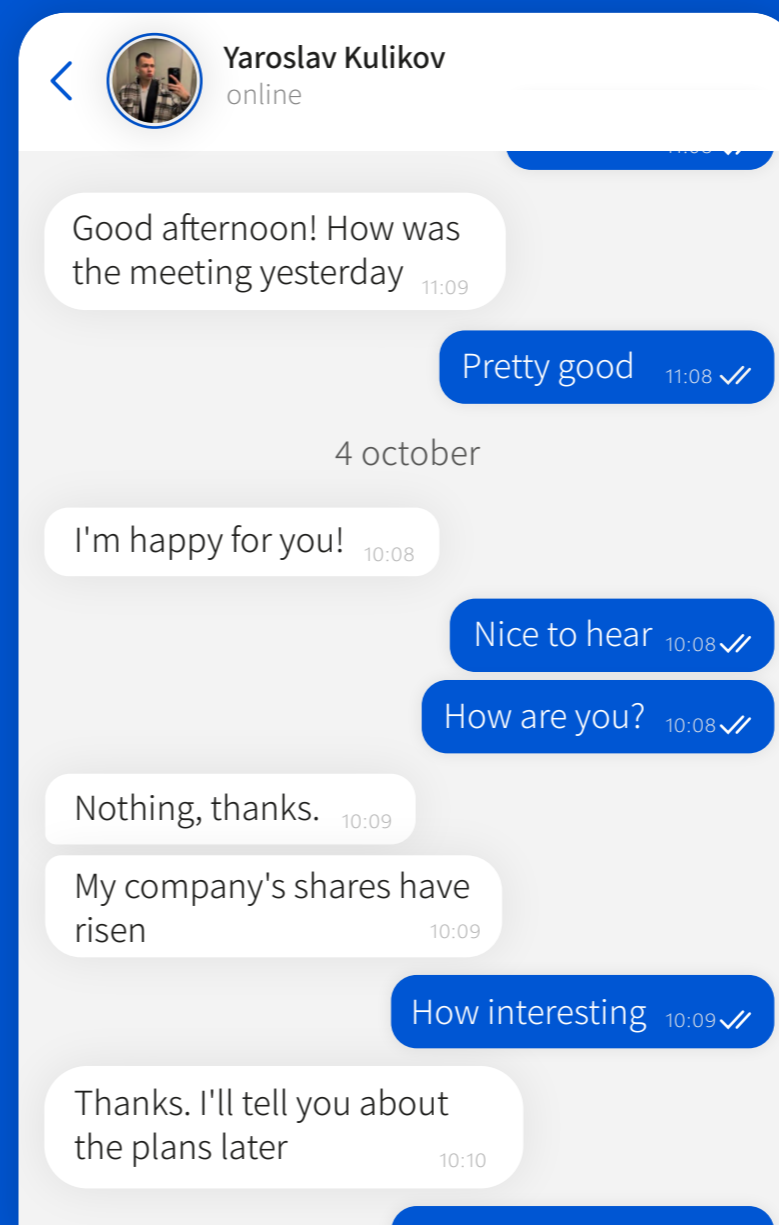 Yaroslav Kulikov
online
Good afternoon! How was
the meeting yesterday 11:09
Pretty good 11:08
4 october
I'm happy for you! 10:08
Nice to hear 10:08
How are you? 10:08
Nothing, thanks. 10:09
My company's shares have
risen 10:09
How interesting 10:09
Thanks. I'll tell you about
the plans later 10:10